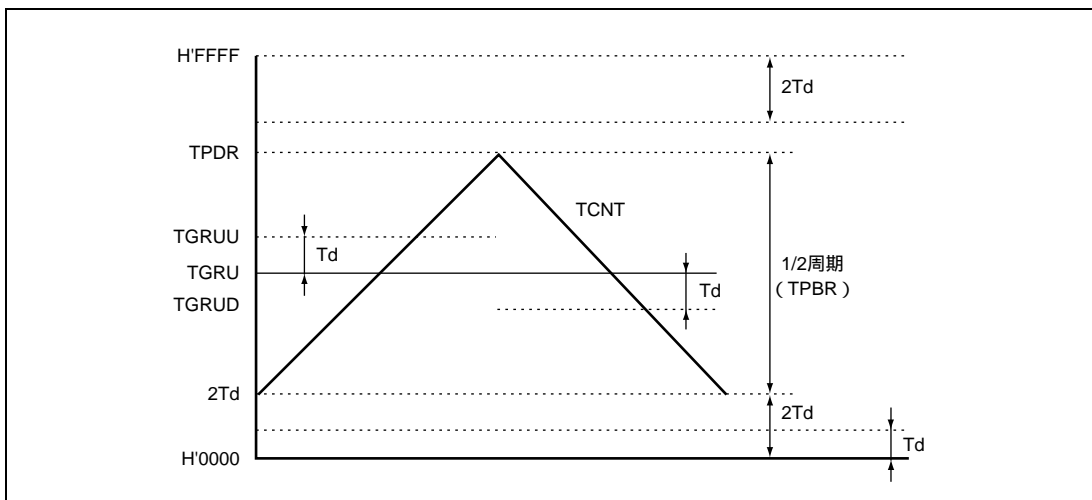 H'FFFF
2Td
TPDR
TCNT
TGRUU
Td
TGRU
1/2周期
（TPBR）
Td
TGRUD
2Td
2Td
Td
H'0000